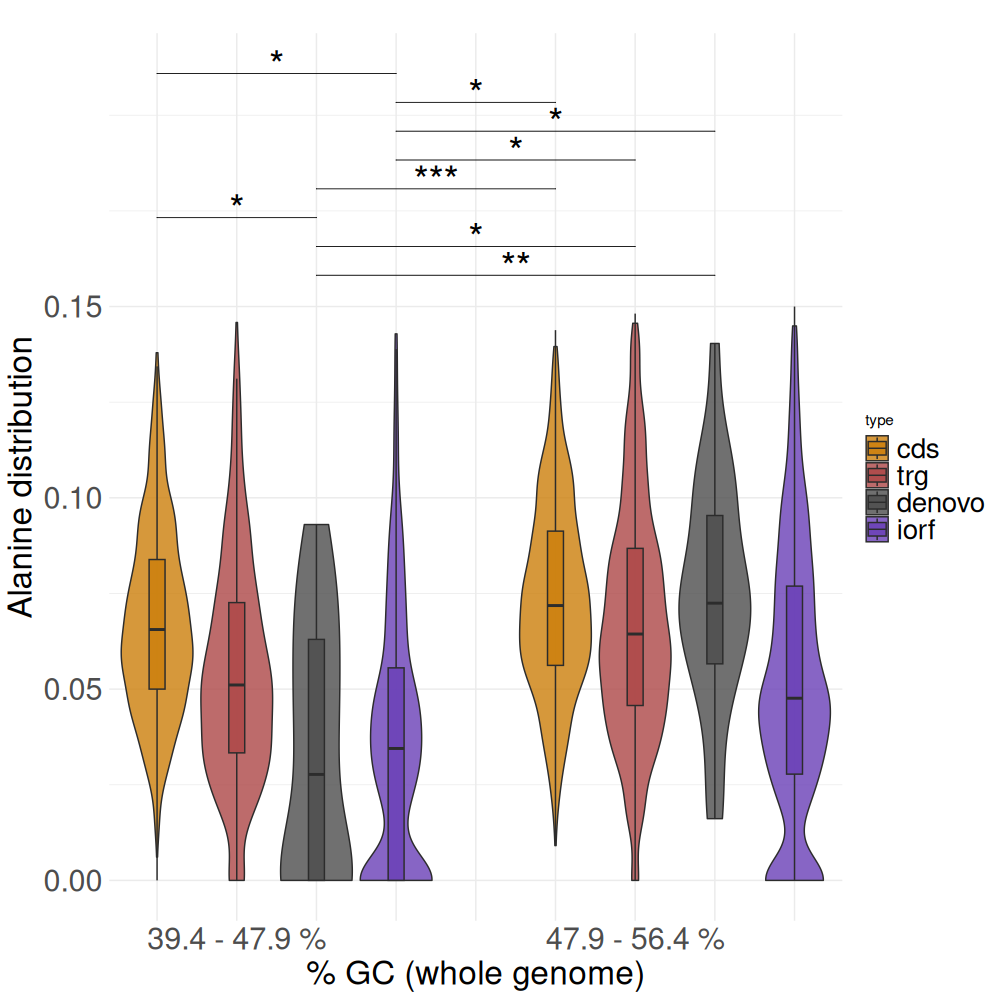 *
*
*
*
***
*
*
**
0.15
0.10
0.05
0.00
Alanine distribution
39.4 - 47.9 %
47.9 - 56.4 %
% GC (whole genome)
type
cds
trg
denovo
iorf